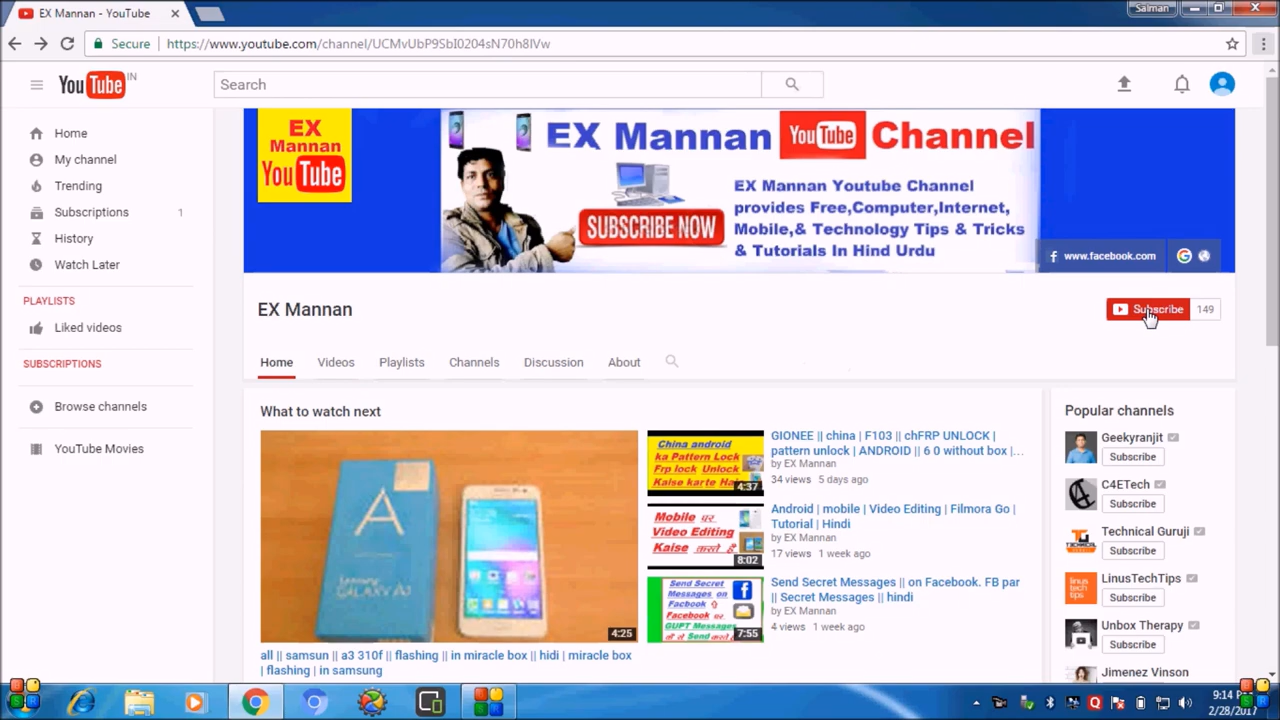 EX Mannan - YouTube
Salman
Secure
https://www.youtube.com/channel/UCMvUbP9SbI0204sN70h8IVw
YouTube IN
Search
Home
My channel
Trending
Subscriptions 1
History
Watch Later
PLAYLISTS
Liked videos
SUBSCRIPTIONS
Browse channels
YouTube Movies
EX
Mannan
YouTube
EX Mannan YouTube Channel
SUBSCRIBE NOW
EX Mannan Youtube Channel
provides Free,Computer,Internet,
Mobile,& Technology Tips & Tricks
& Tutorials In Hind Urdu
www.facebook.com
EX Mannan
Subscribe 149
Home Videos Playlists Channels Discussion About
What to watch next
SAMSUNG GALAXY A3
4:25
all || samsun || a3 310f || flashing || in miracle box || hidi | miracle box
| flashing | in samsung
China android
ka Pattern Lock
Frp lock Unlock
Kaise karte Ha
4:37
GIONEE || china | F103 || chFRP UNLOCK |
pattern unlock | ANDROID || 6 0 without box |...
by EX Mannan
34 views 5 days ago
Mobile पर
Video Editing
Kaise करते है
8:02
Android | mobile | Video Editing | Filmora Go |
Tutorial | Hindi
by EX Mannan
17 views 1 week ago
Send Secret
Messages on
Facebook
7:55
Send Secret Messages || on Facebook. FB par
|| Secret Messages || hindi
by EX Mannan
4 views 1 week ago
Popular channels
Geekyranjit
Subscribe
C4ETech
Subscribe
Technical Guruji
Subscribe
LinusTechTips
Subscribe
Unbox Therapy
Subscribe
Jimenez Vinson
9:14
2/28/2017